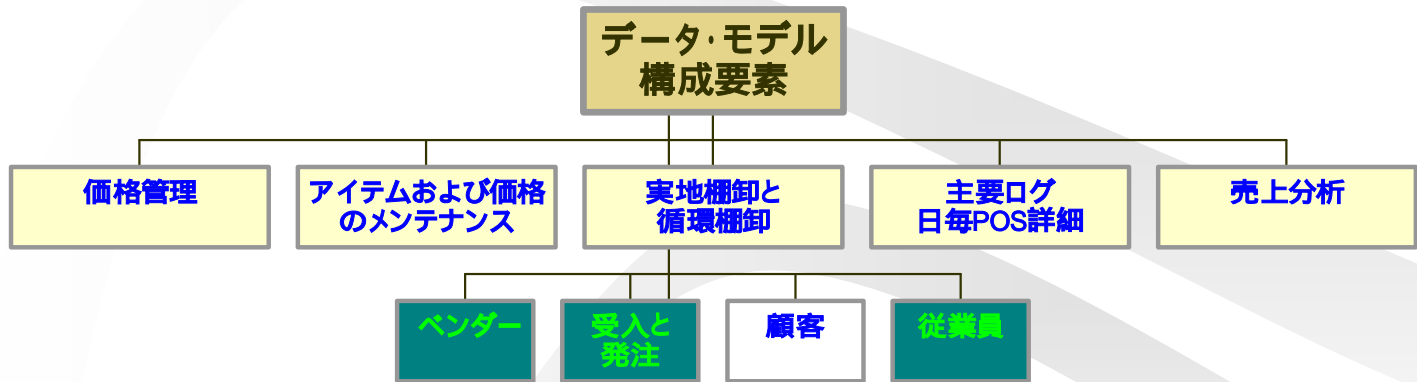 データ・モデル
構成要素
価格管理
アイテムおよび価格
のメンテナンス
実地棚卸と
循環棚卸
主要ログ
日毎POS詳細
売上分析
ベンダー
受入と
発注
顧客
従業員